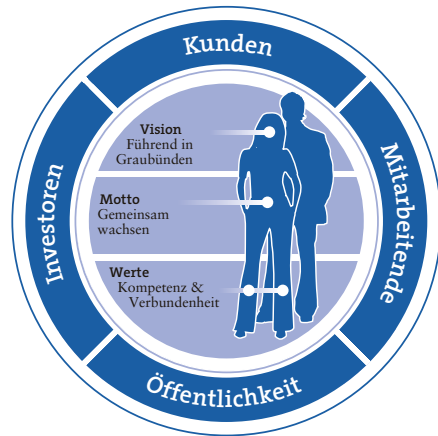 Kunden
Investoren
Mitarbeitende
Vision
Führend in
Graubünden
Motto
Gemeinsam
wachsen
Werte
Kompetenz &
Verbundenheit
Öffentlichkeit